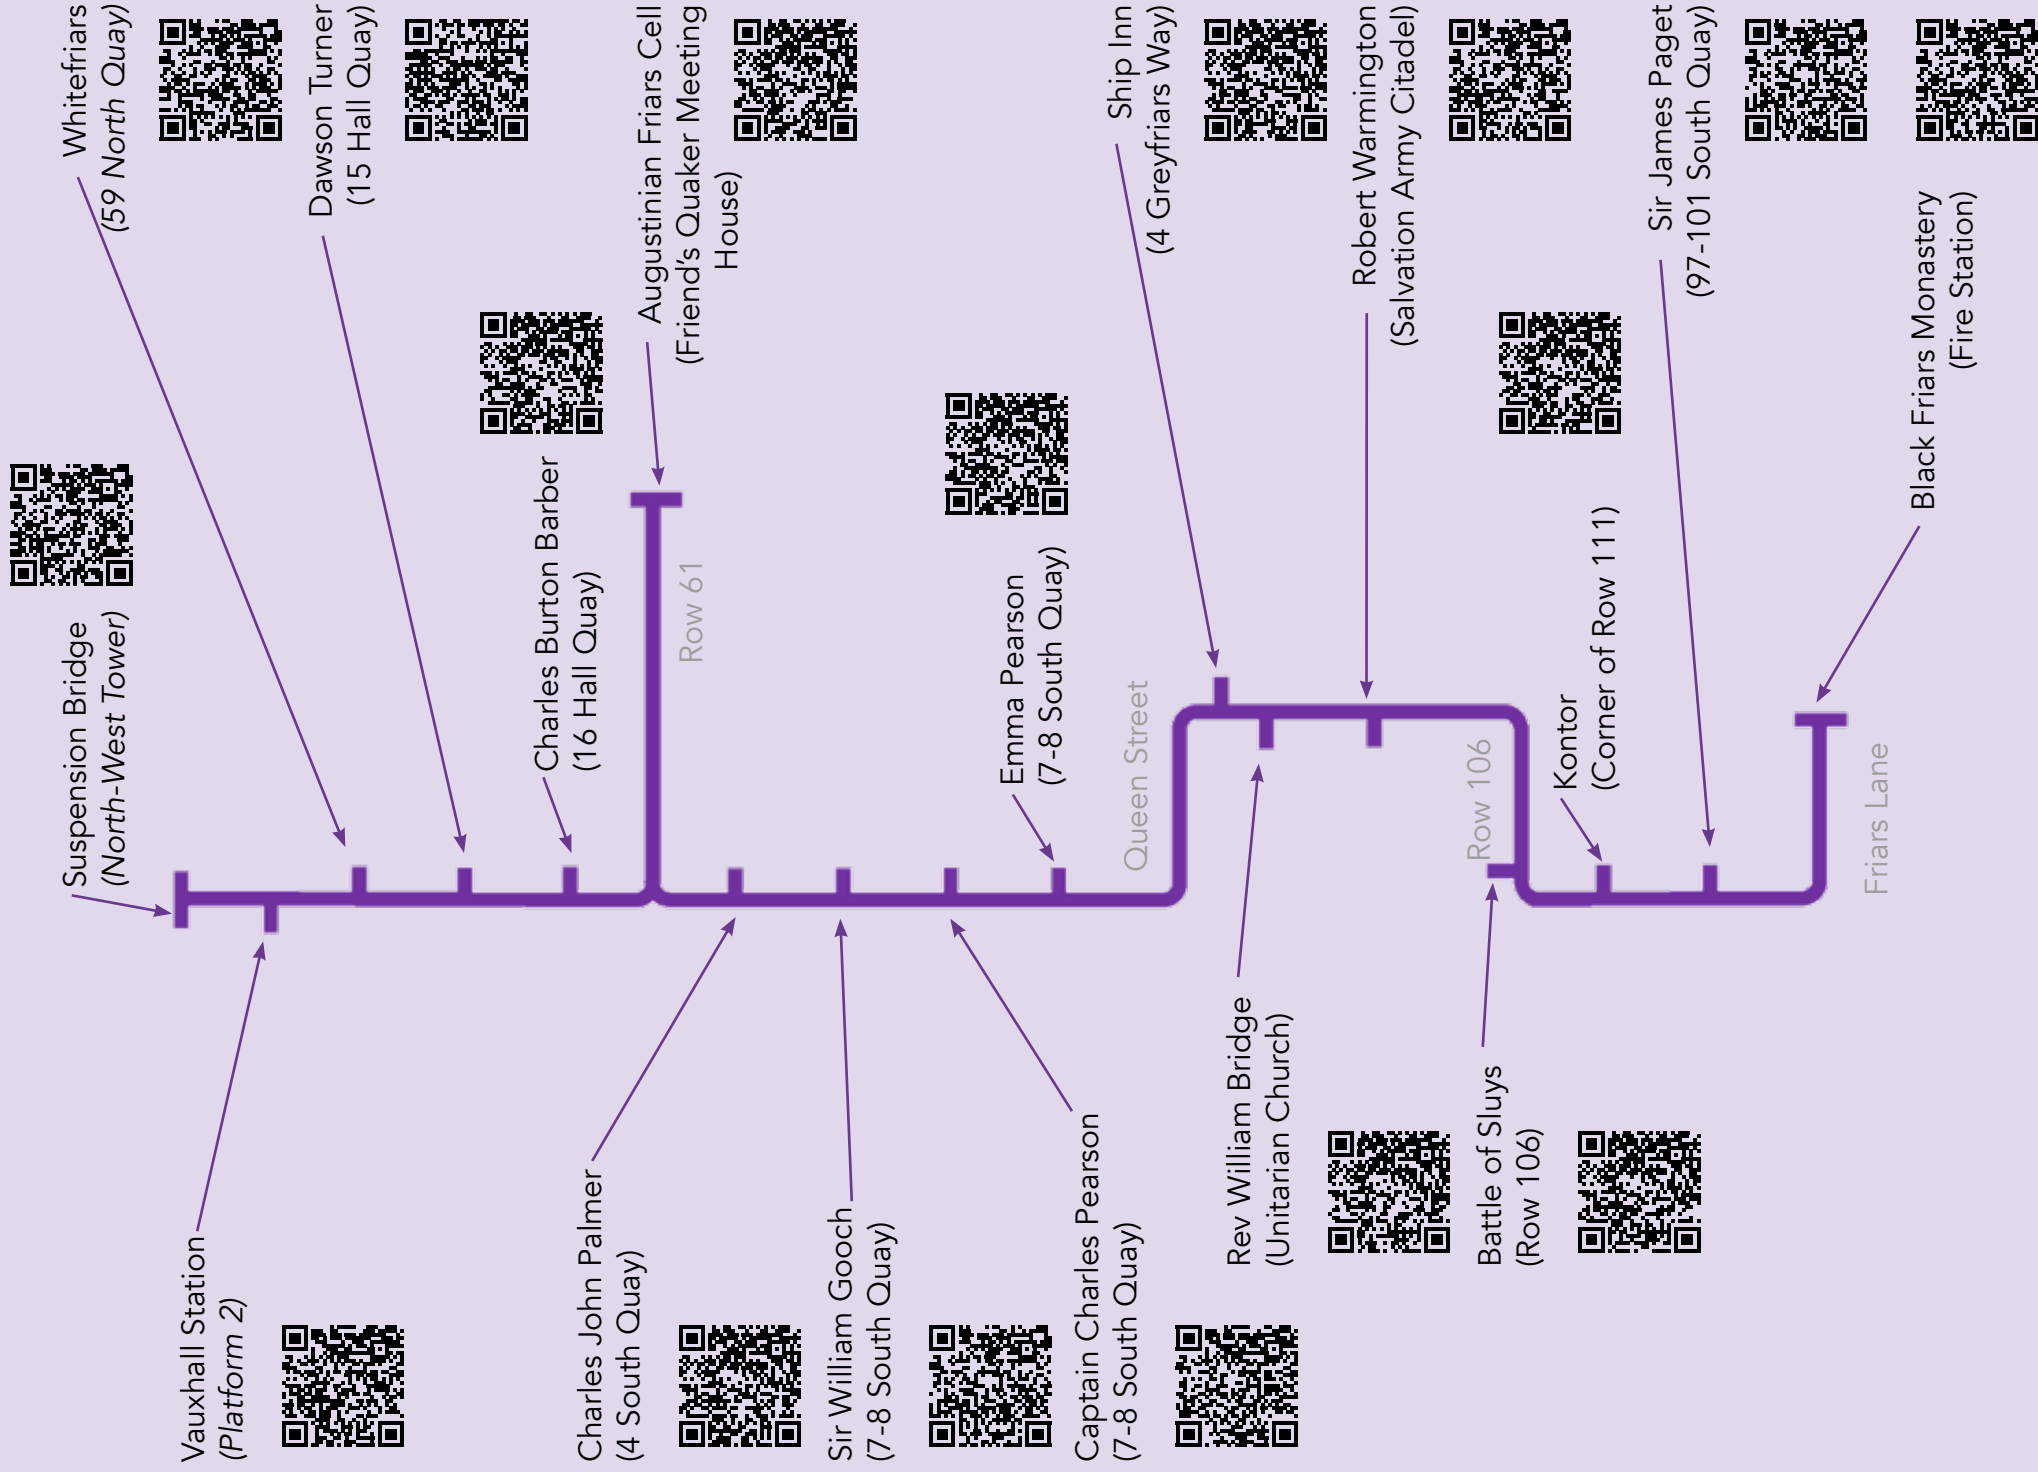 Suspension Bridge
(North-West Tower)
Whitefriars
(59 North Quay)
Vauxhall Station
(Platform 2)
Dawson Turner
(15 Hall Quay)
Charles Burton Barber
(16 Hall Quay)
Augustinian Friars Cell
(Friend's Quaker Meeting
House)
Row 61
Charles John Palmer
(4 South Quay)
Sir William Gooch
(7-8 South Quay)
Emma Pearson
(7-8 South Quay)
Captain Charles Pearson
(7-8 South Quay)
Queen Street
Ship Inn
(4 Greyfriars Way)
Rev William Bridge
(Unitarian Church)
Robert Warmington
(Salvation Army Citadel)
Row 106
Battle of Sluys
(Row 106)
Kontor
(Corner of Row 111)
Sir James Paget
(97-101 South Quay)
Friars Lane
Black Friars Monastery
(Fire Station)